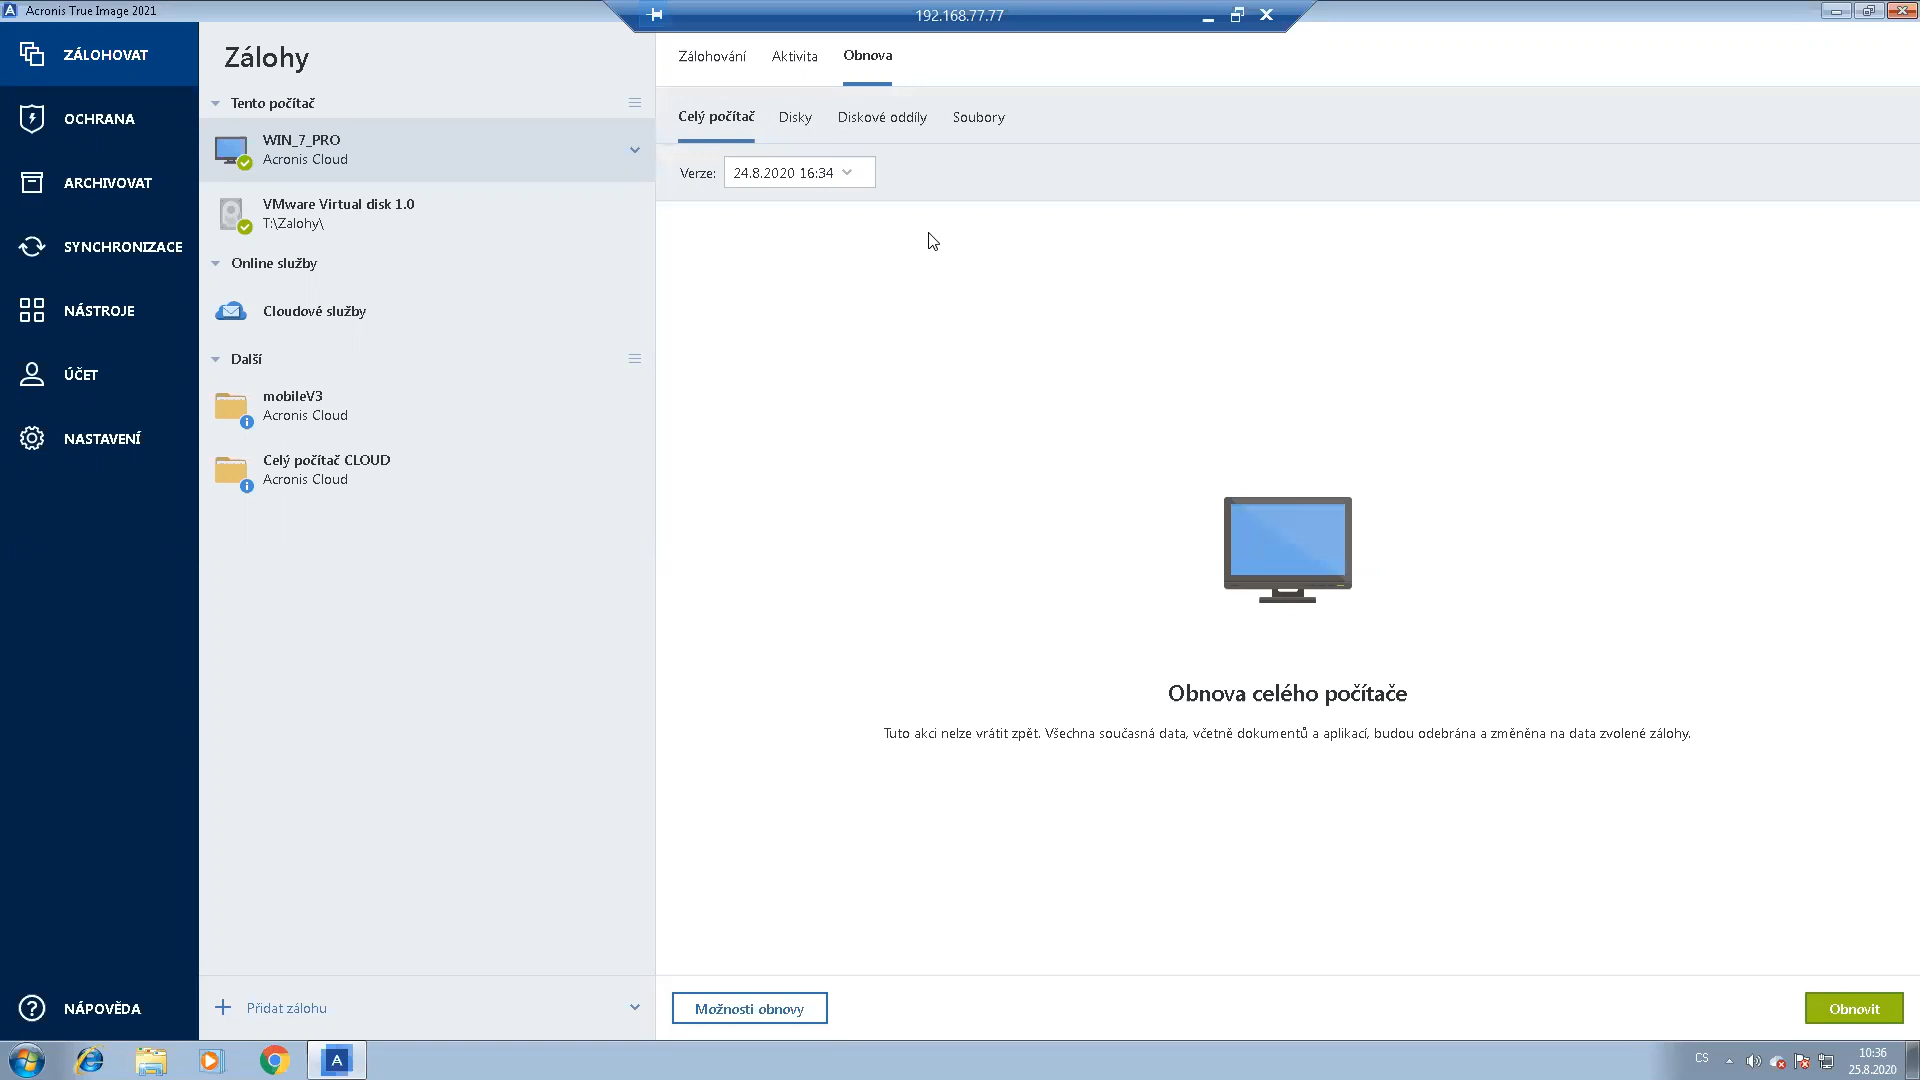 Acronis True Image 2021
192.168.77.77
ZÁLOHOVAT
OCHRANA
ARCHIVOVAT
SYNCHRONIZACE
NÁSTROJE
ÚČET
NASTAVENÍ
NÁPOVĚDA
Zálohy
Tento počítač
WIN_7_PRO
Acronis Cloud
VMware Virtual disk 1.0
T:\Zalohy\
Online služby
Cloudové služby
Další
mobileV3
Acronis Cloud
Celý počítač CLOUD
Acronis Cloud
Přidat zálohu
Zálohování Aktivita Obnova
Celý počítač Disky Diskové oddíly Soubory
Verze: 24.8.2020 16:34
Obnova celého počítače
Tuto akci nelze vrátit zpět. Všechna současná data, včetně dokumentů a aplikací, budou odebrána a změněna na data zvolené zálohy.
Možnosti obnovy
Obnovit
CS
10:36
25.8.2020